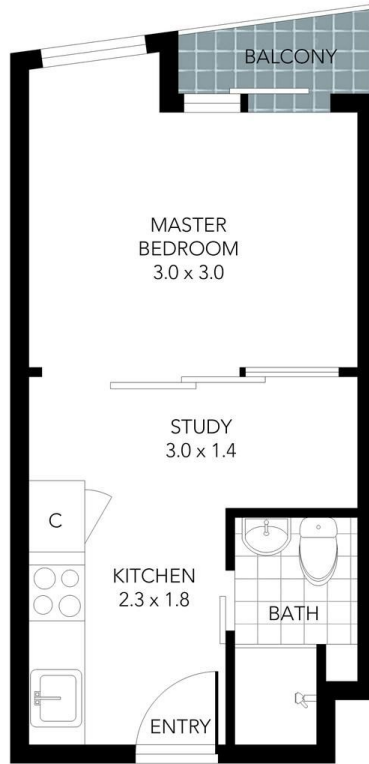 BALCONY
MASTER
BEDROOM
3.0 x 3.0
STUDY
3.0 x 1.4
C
KITCHEN
2.3 x 1.8
BATH
ENTRY